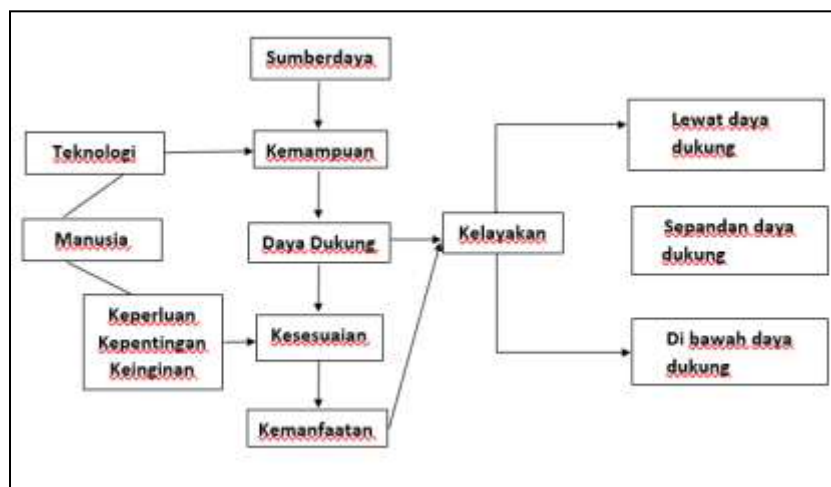 Sumberdaya
Teknologi
Kemampuan
Manusia
Daya Dukung
Keperluan
Kepentingan
Keinginan
Kesesuaian
Kemanfaatan
Kelayakan
Lewat daya
dukung
Sepandan daya
dukung
Di bawah daya
dukung